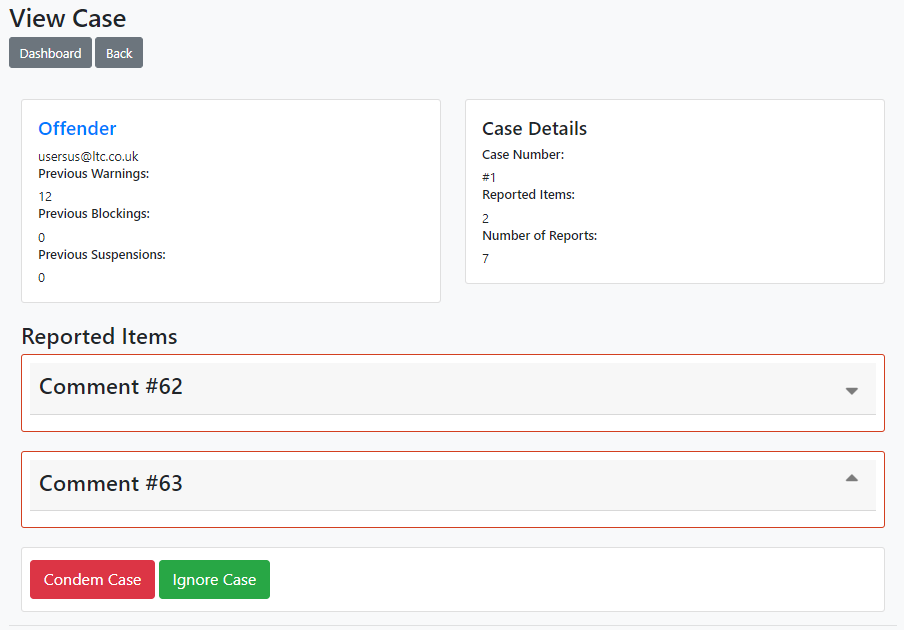 View Case
Dashboard Back
Offender
usersus@ltc.co.uk
Previous Warnings:
12
Previous Blockings:
0
Previous Suspensions:
0
Case Details
Case Number:
#1
Reported Items:
2
Number of Reports:
7
Reported Items
Comment #62
Comment #63
Condem Case Ignore Case